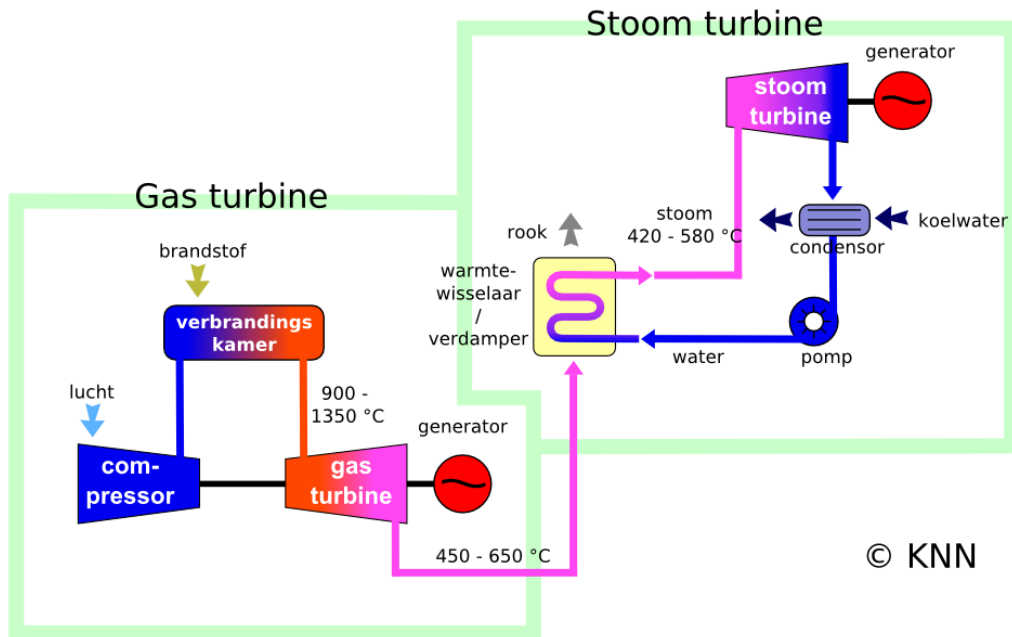 Stoom turbine
generator
stoom
turbine
Gas turbine
stoom
420 - 580 °C
koelwater
condensor
rook
brandstof
warmte-
wisselaar
/
verdamper
verbrandings
kamer
water
pomp
lucht
900 -
1350 °C
generator
com-
pressor
gas
turbine
450 - 650 °C
© KNN